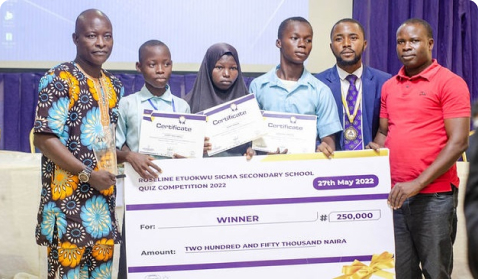 Certificate
Certificate
Certificate
ROSELINE ETUOKWU SIGMA SECONDARY SCHOOL
QUIZ COMPETITION 2022
27th May 2022
For: WINNER #250,000
Amount: TWO HUNDRED AND FIFTY THOUSAND NAIRA